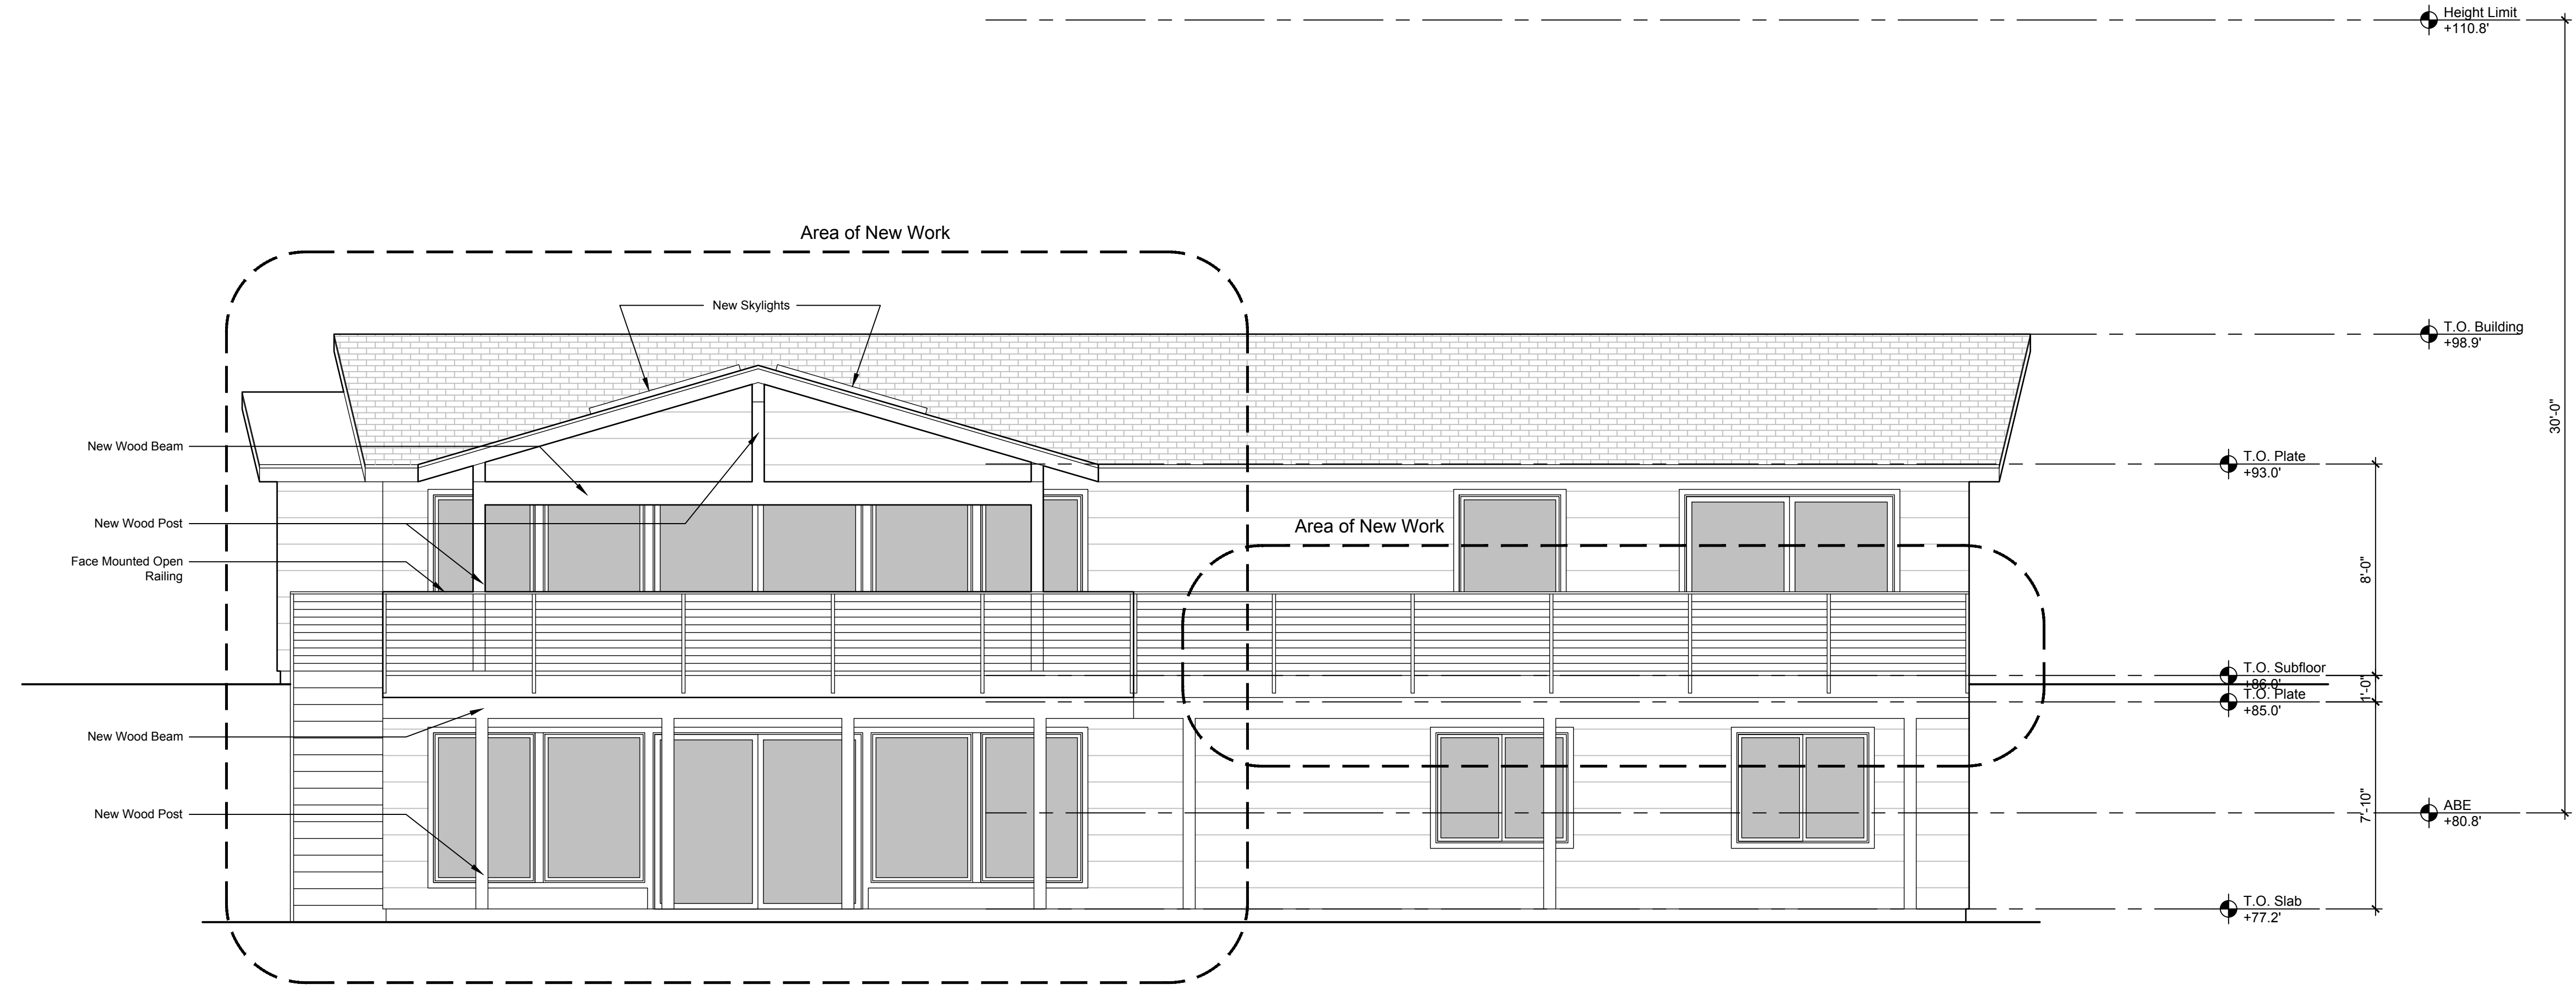 Height Limit
+110.8'
Area of New Work
New Skylights
T.O. Building
+98.9'
30'-0"
New Wood Beam
T.O. Plate
+93.0'
New Wood Post
Area of New Work
Face Mounted Open
Railing
8'-0"
T.O. Subfloor
+86.0'
1'-0"
T.O. Plate
+85.0'
New Wood Beam
7'-10"
New Wood Post
ABE
+80.8'
T.O. Slab
+77.2'